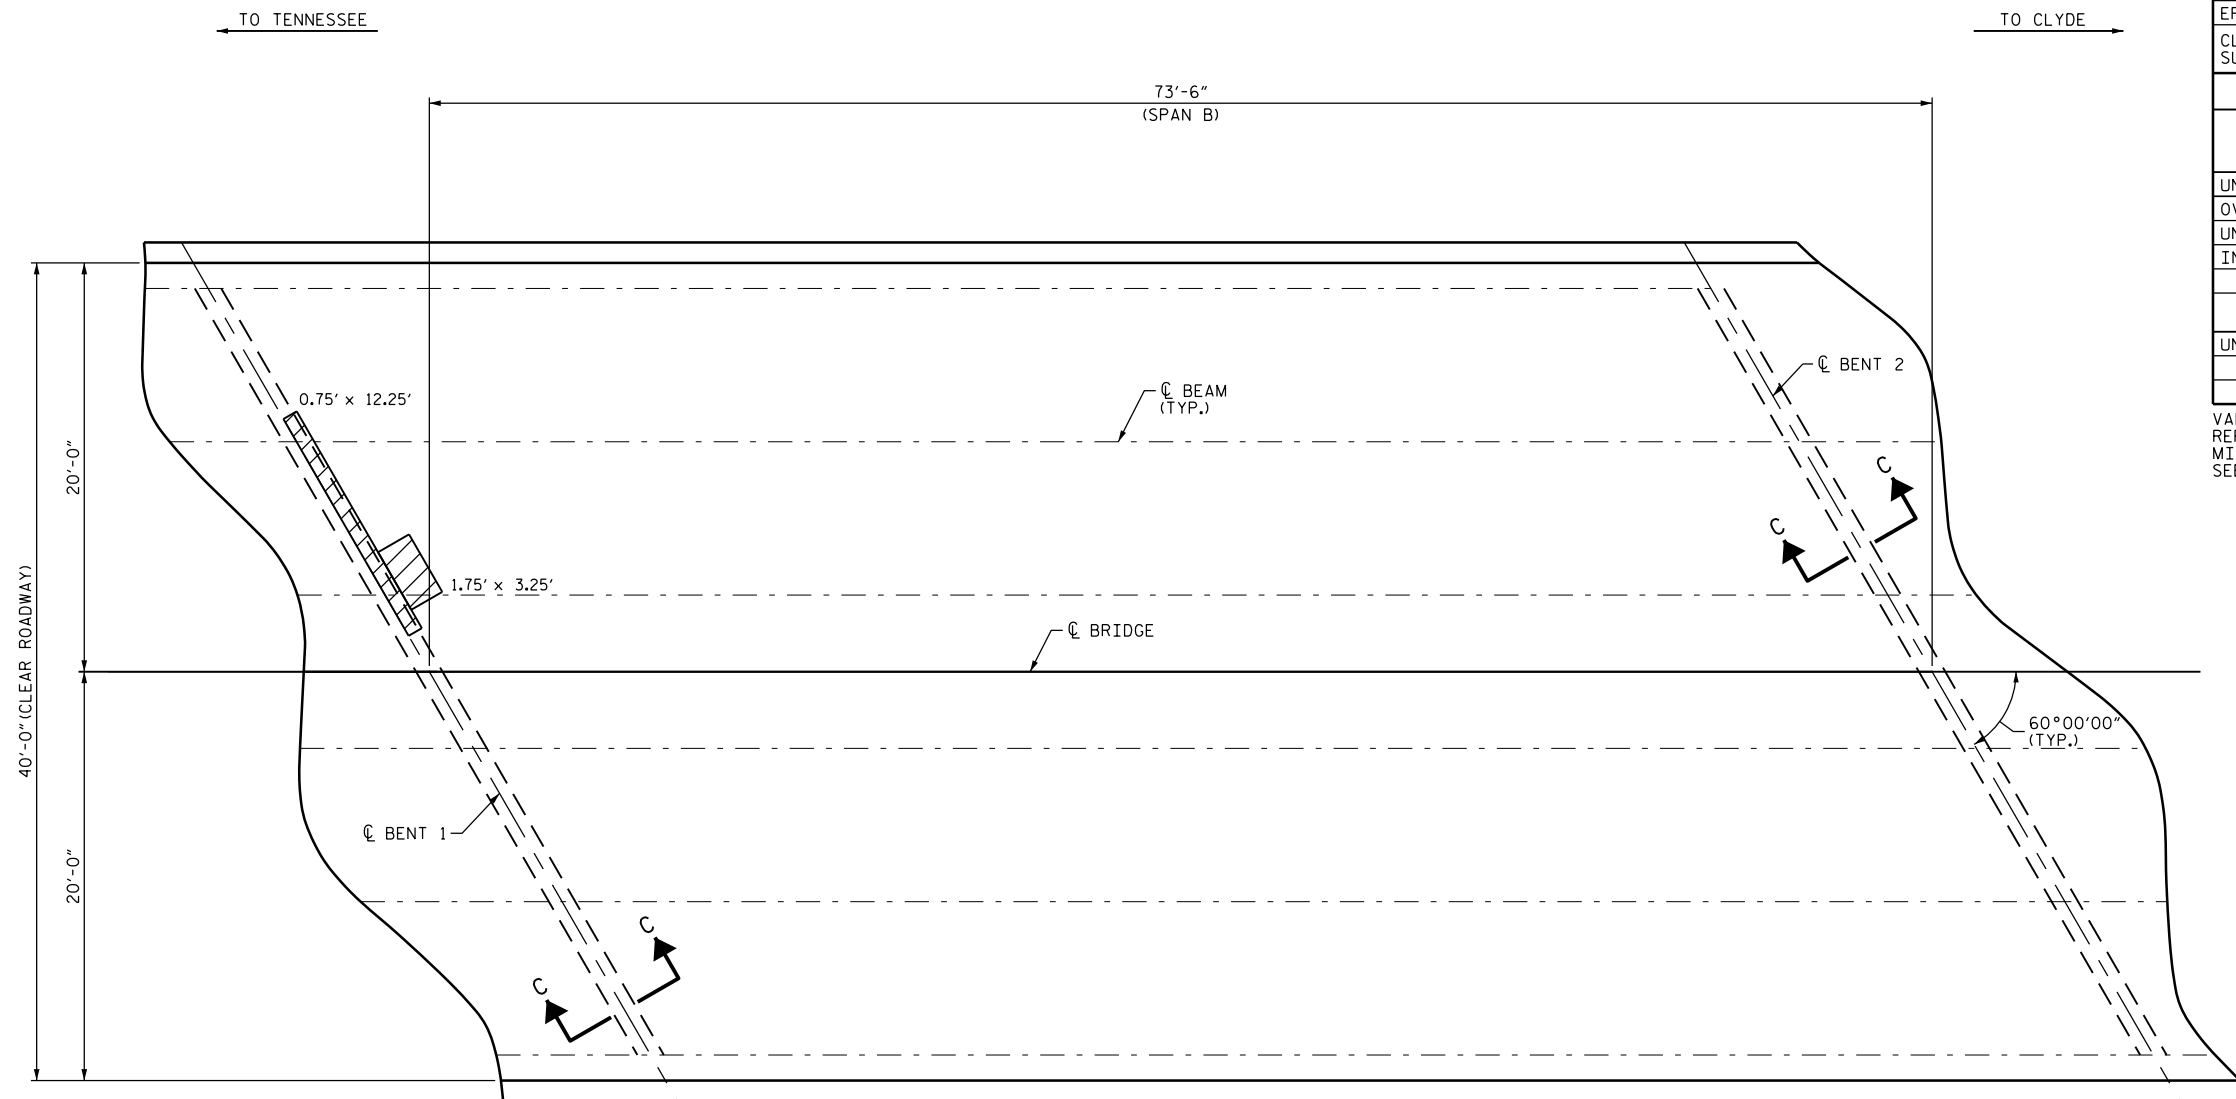 TO TENNESSEE
TO CLYDE
73'-6"
(SPAN B)
℄ BENT 2
℄ BEAM
(TYP.)
0.75' x 12.25'
20'-0"
C
C
1.75' x 3.25'
℄ BRIDGE
40'-0" (CLEAR ROADWAY)
60°00'00"
(TYP.)
℄ BENT 1
20'-0"
C
C